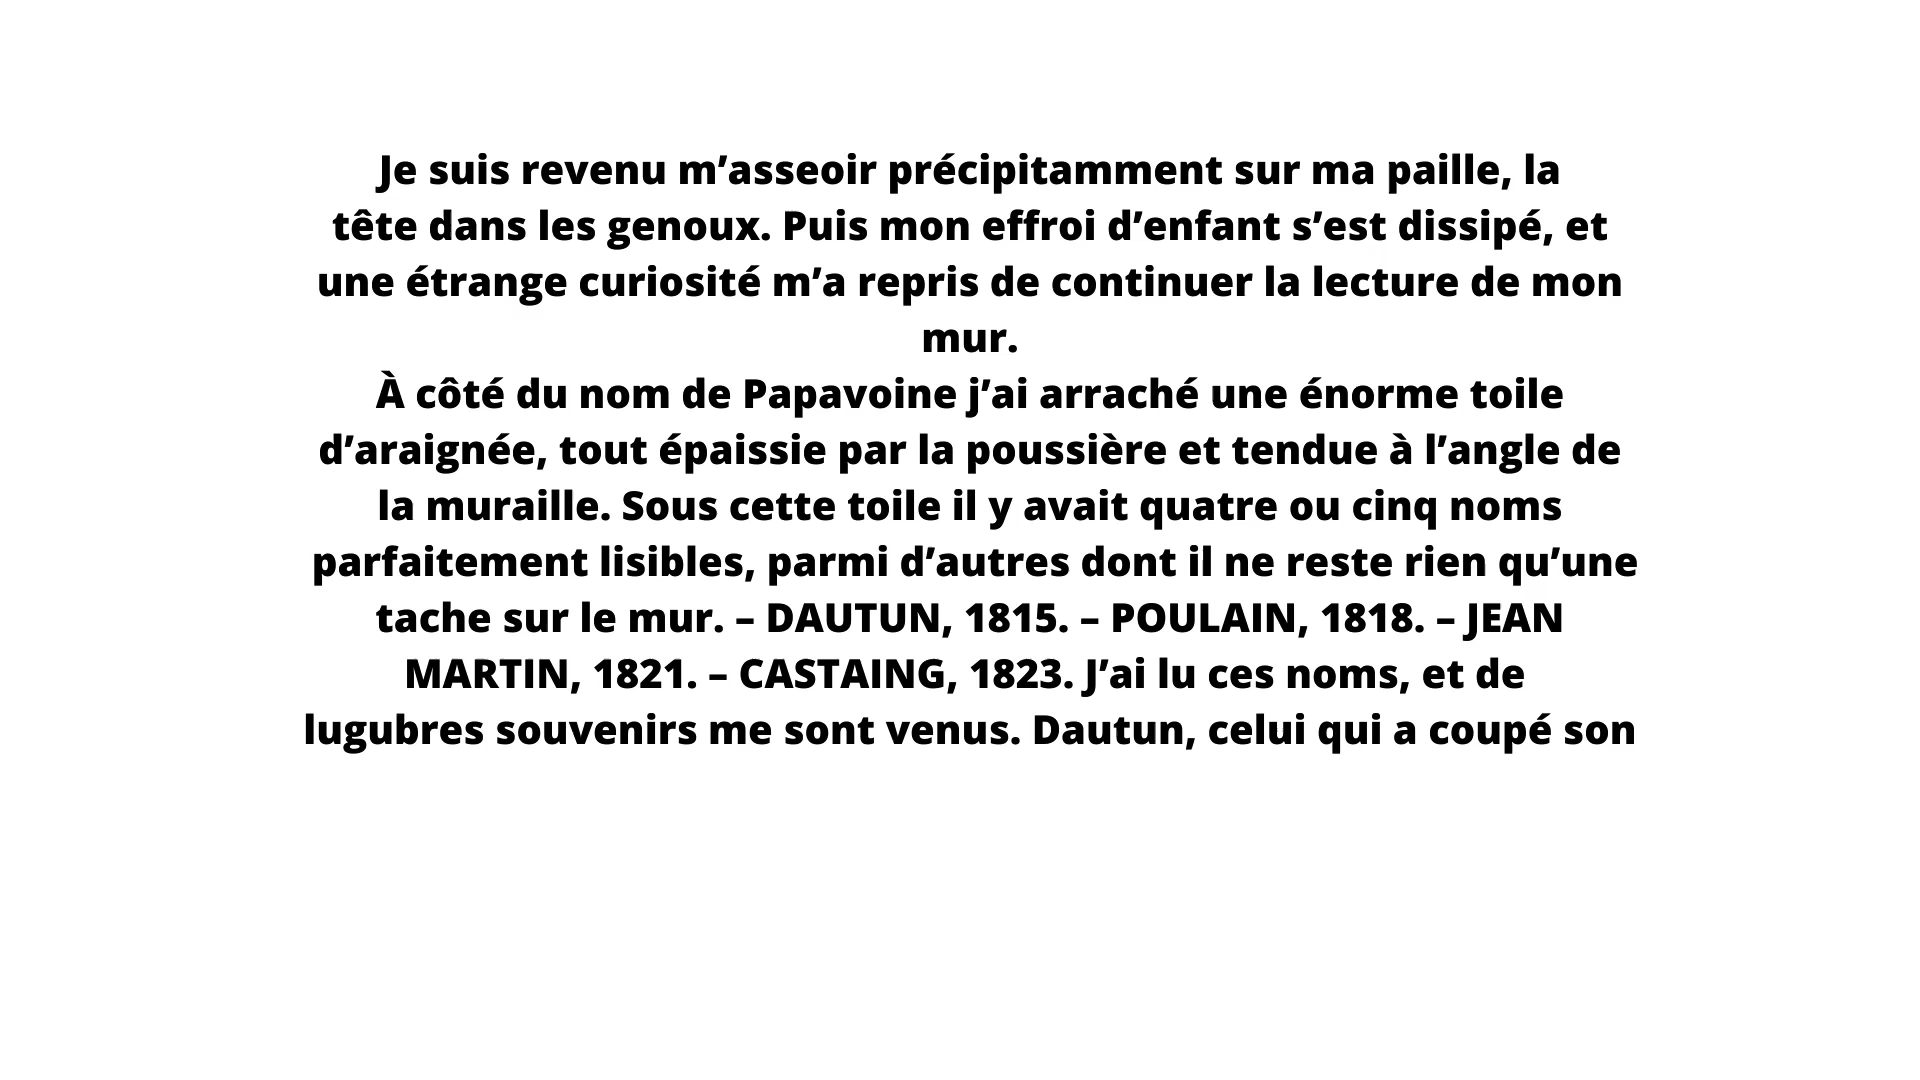 Je suis revenu m’asseoir précipitamment sur ma paille, la
tête dans les genoux. Puis mon effroi d’enfant s’est dissipé, et
une étrange curiosité m’a repris de continuer la lecture de mon
mur.
À côté du nom de Papavoine j’ai arraché une énorme toile
d’araignée, tout épaissie par la poussière et tendue à l’angle de
la muraille. Sous cette toile il y avait quatre ou cinq noms
parfaitement lisibles, parmi d’autres dont il ne reste rien qu’une
tache sur le mur. – DAUTUN, 1815. – POULAIN, 1818. – JEAN
MARTIN, 1821. – CASTAING, 1823. J’ai lu ces noms, et de
lugubres souvenirs me sont venus. Dautun, celui qui a coupé son